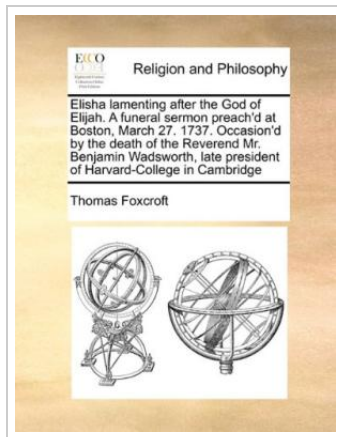 ECCO
Religion and Philosophy
Elisha lamenting after the God of
Elijah. A funeral sermon preach'd at
Boston, March 27. 1737. Occasion'd
by the death of the Reverend Mr.
Benjamin Wadsworth, late president
of Harvard-College in Cambridge
Thomas Foxcroft